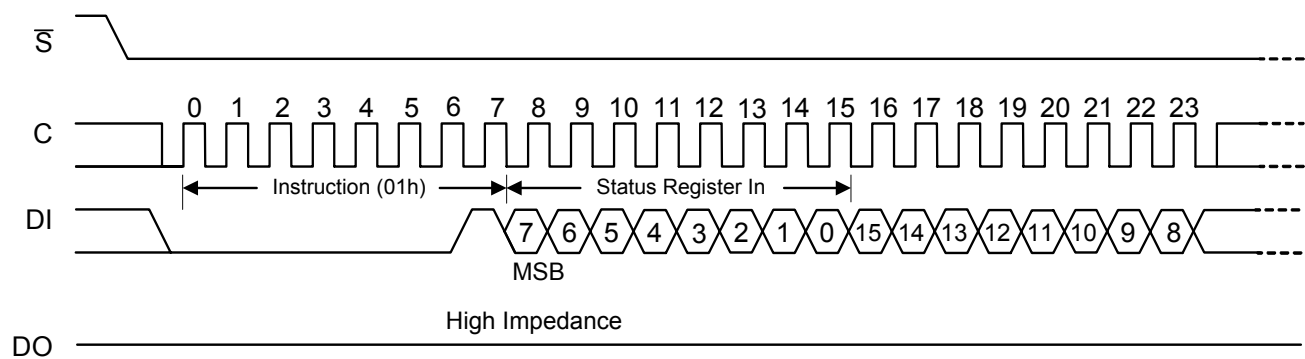 S̅
0 1 2 3 4 5 6 7 8 9 10 11 12 13 14 15 16 17 18 19 20 21 22 23
C
Instruction (01h) Status Register In
DI
7 6 5 4 3 2 1 0 15 14 13 12 11 10 9 8
MSB
High Impedance
DO